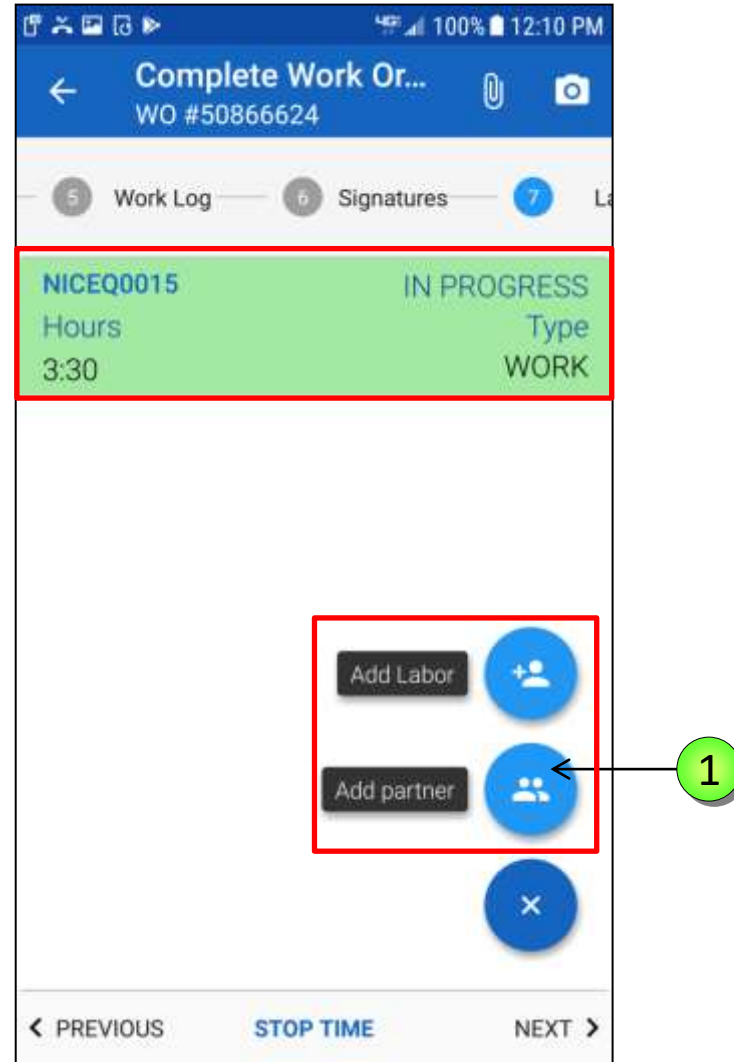 100% 12:10 PM
Complete Work Or...
WO #50866624
5 Work Log 6 Signatures 7
NICEQ0015 IN PROGRESS
Hours Type
3:30 WORK
Add Labor
Add partner
1
PREVIOUS STOP TIME NEXT